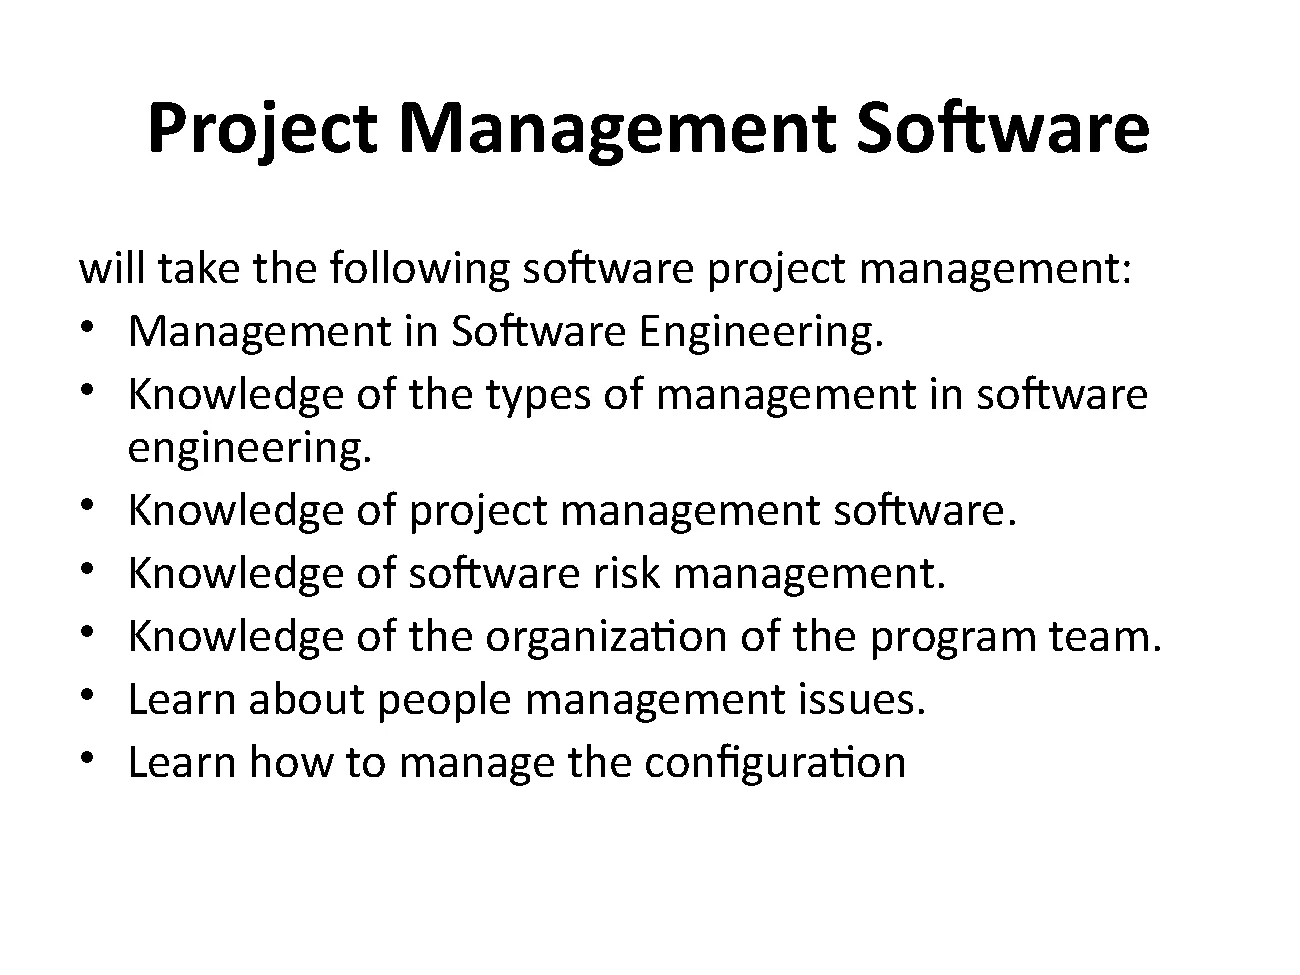 Project Management Software
will take the following software project management:
• Management in Software Engineering.
• Knowledge of the types of management in software
engineering.
• Knowledge of project management software.
• Knowledge of software risk management.
• Knowledge of the organization of the program team.
• Learn about people management issues.
• Learn how to manage the configuration